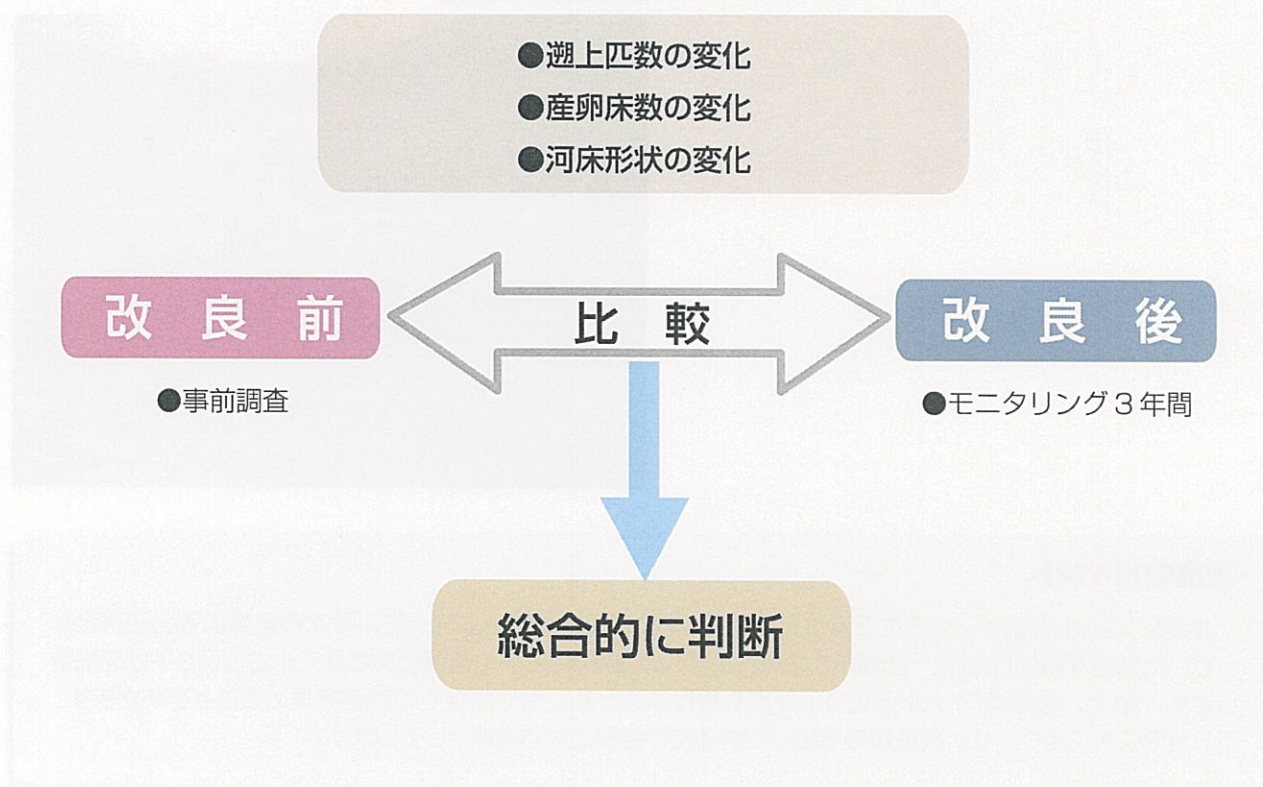 ●遡上匹数の変化
●産卵床数の変化
●河床形状の変化
改良前
比較
改良後
●事前調査
●モニタリング3年間
総合的に判断